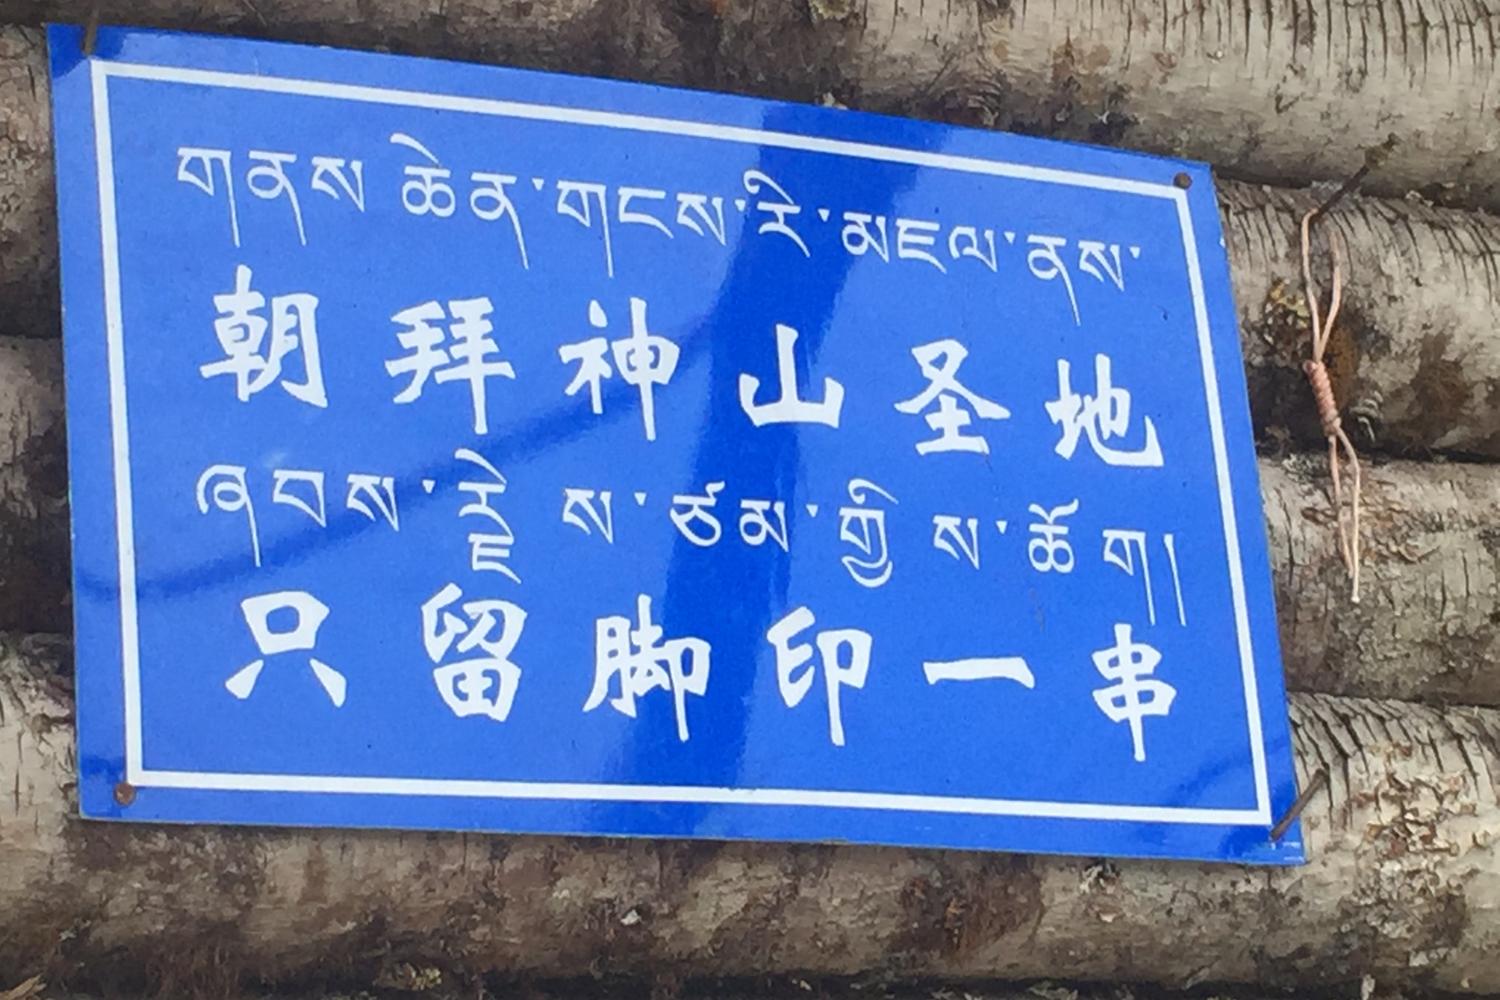 གནས ཆེན་གངས་རི་མཇལ་ནས་
朝拜神山圣地
ཞབས་རྗེ ས་ཙམ་གྱི ས་ཆོ ག།
只留脚印一串